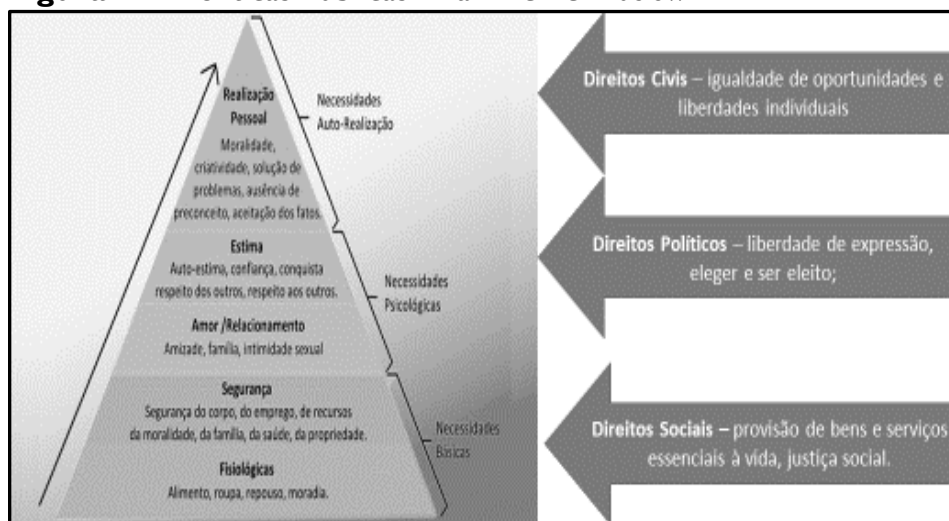 Realização
Pessoal
Moralidade,
criatividade, solução de
problemas, ausência de
preconceito, aceitação dos fatos.
Estima
Auto-estima, confiança, conquista
respeito dos outros, respeito aos outros.
Amor /Relacionamento
Amizade, família, intimidade sexual
Segurança
Segurança do corpo, do emprego, de recursos
da moralidade, da família, da saúde, da propriedade.
Fisiológicas
Alimento, roupa, repouso, moradia.
Necessidades
Auto-Realização
Necessidades
Psicológicas
Necessidades
Básicas
Direitos Civis – igualdade de oportunidades e
liberdades individuais
Direitos Políticos – liberdade de expressão,
eleger e ser eleito;
Direitos Sociais – provisão de bens e serviços
essenciais à vida, justiça social.